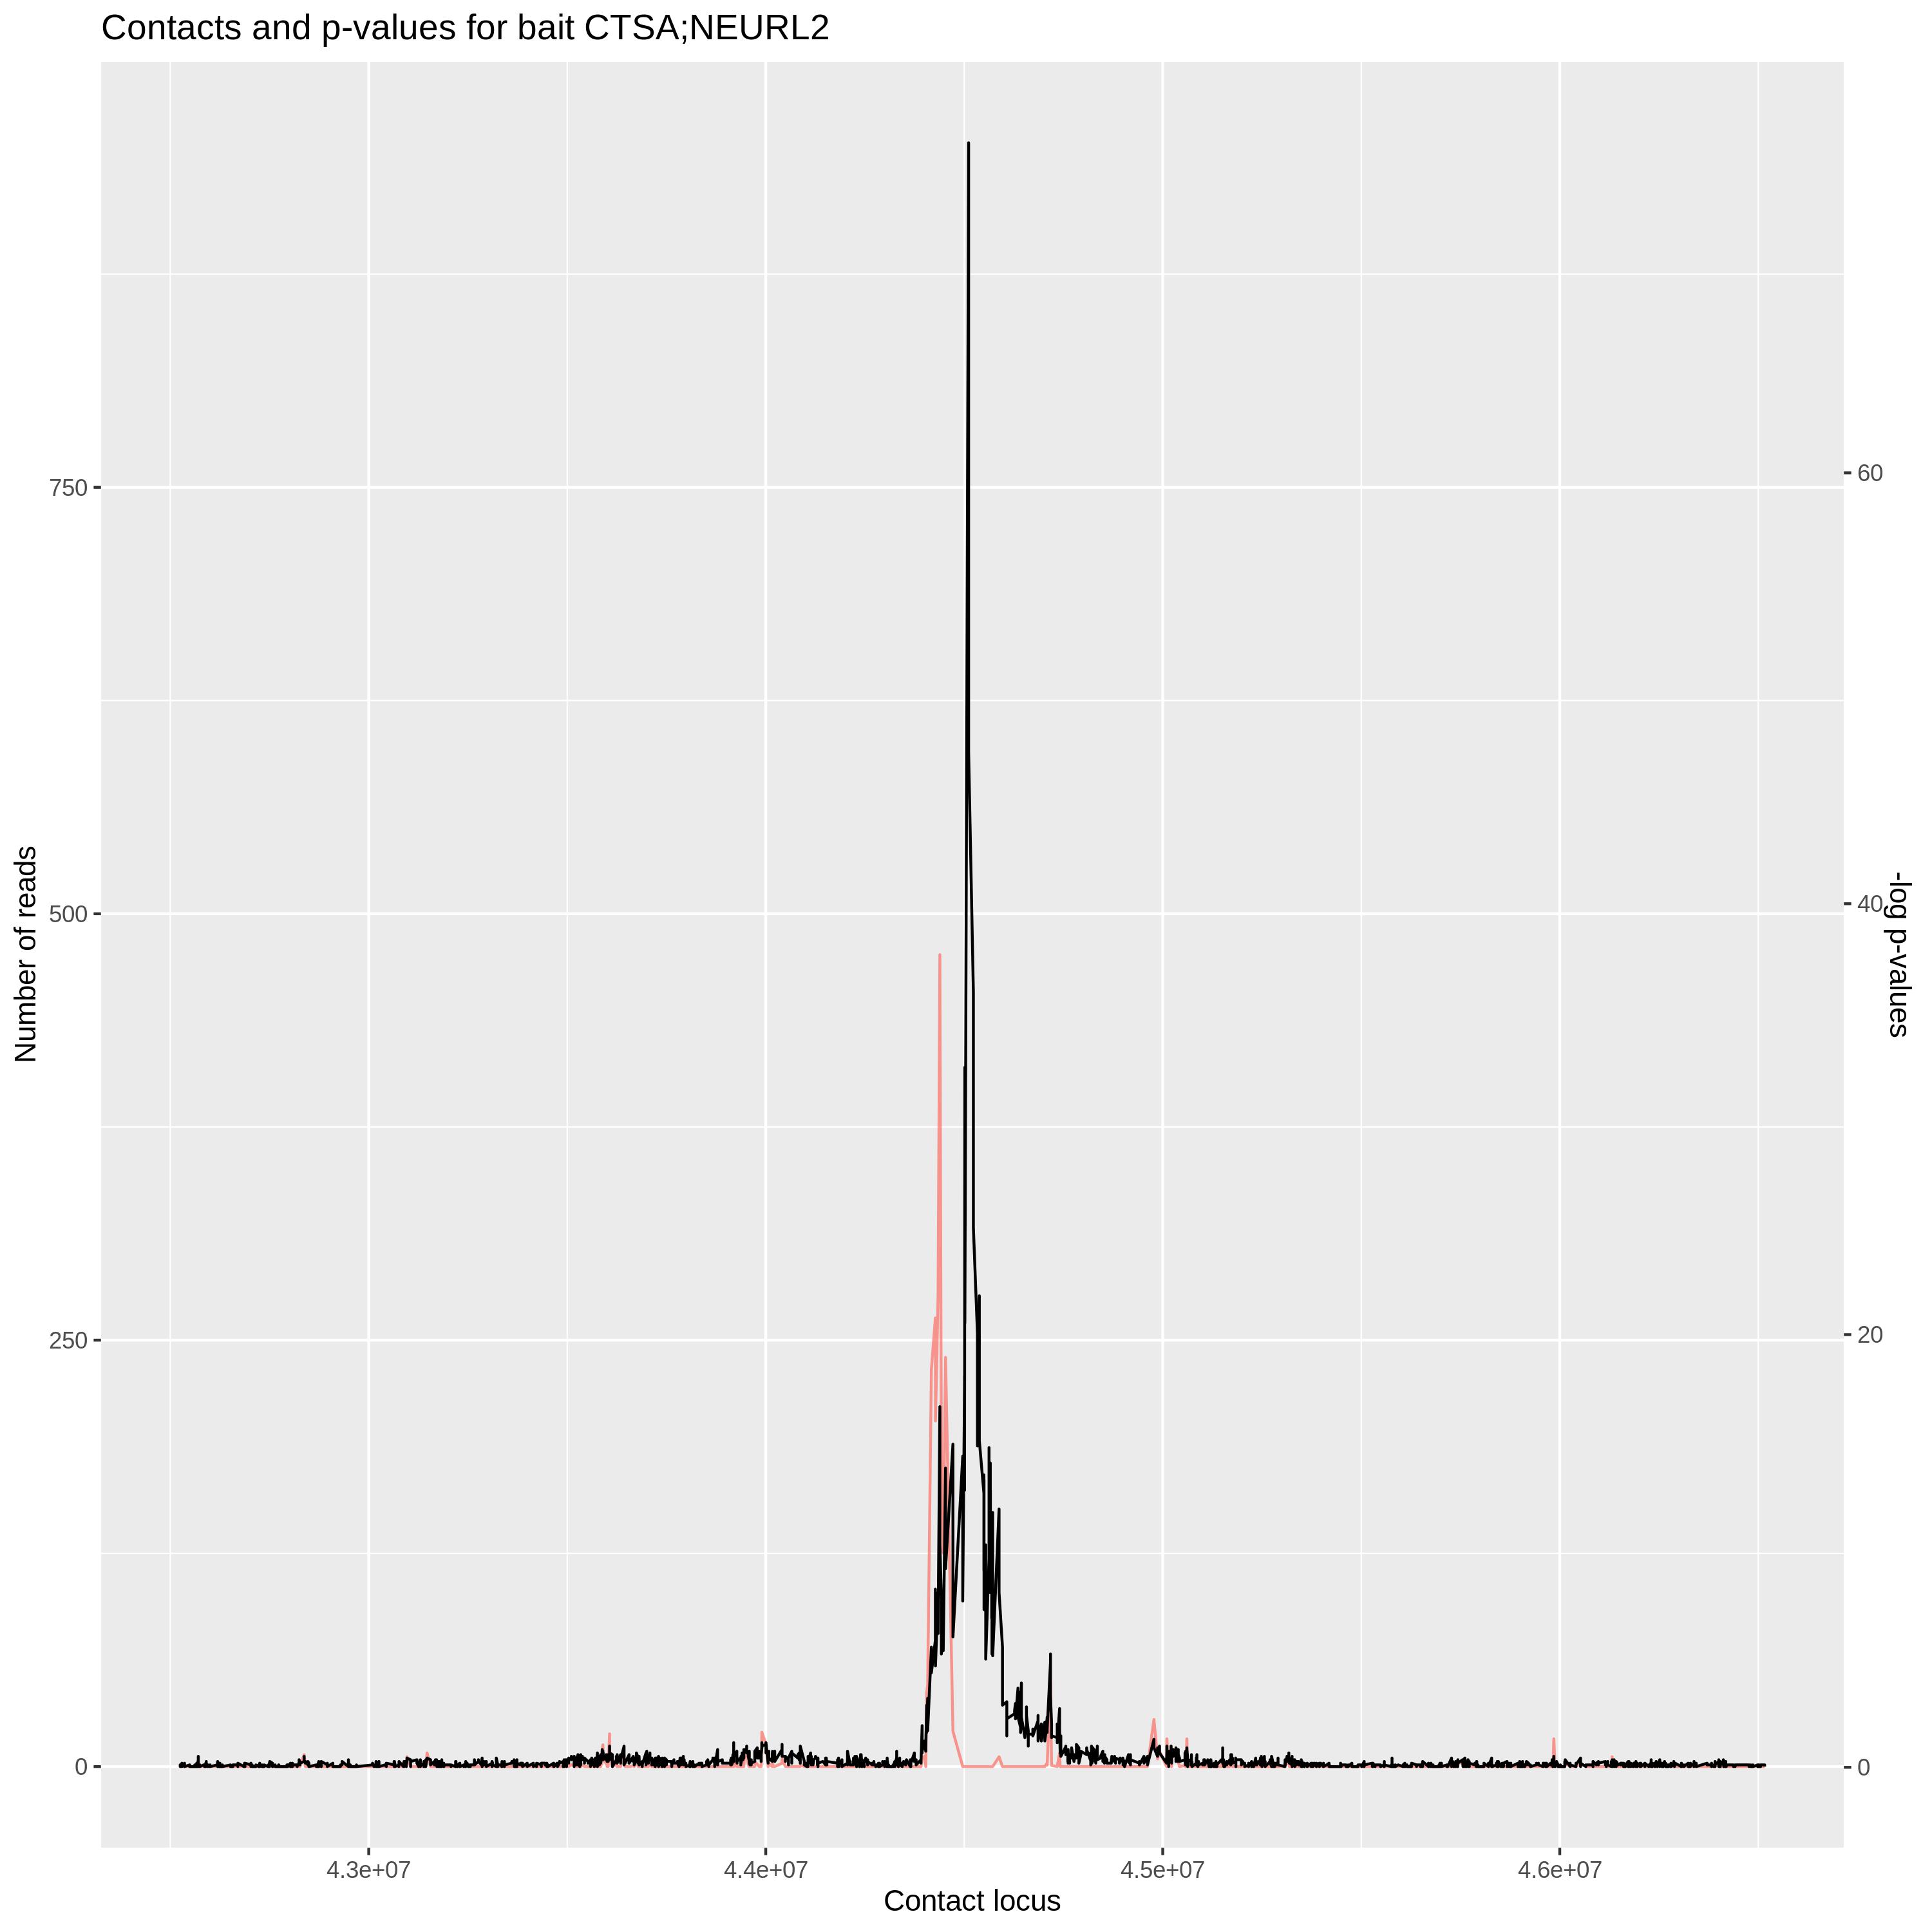 Contacts and p-values for bait CTSA;NEURL2
Number of reads
750
500
250
0
60
40
20
0
-log p-values
4.3e+07
4.4e+07
4.5e+07
4.6e+07
Contact locus